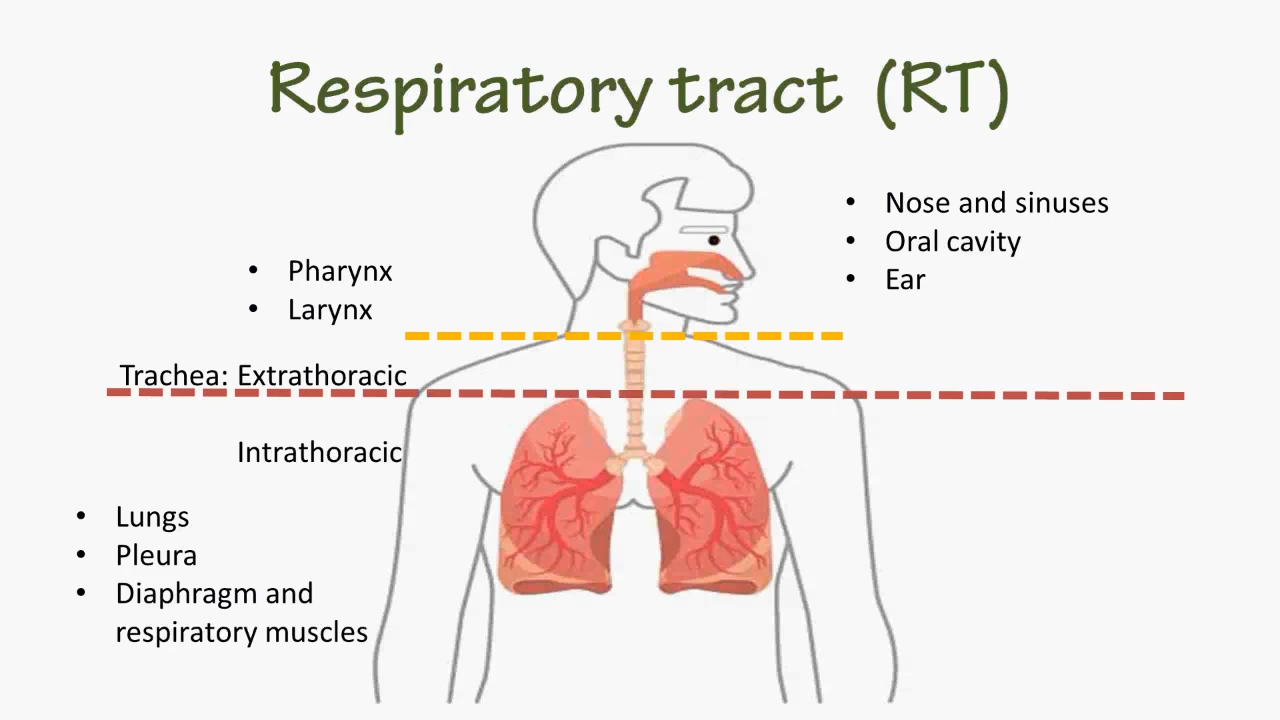 Respiratory tract (RT)
• Nose and sinuses
• Oral cavity
• Ear
• Pharynx
• Larynx
Trachea: Extrathoracic
Intrathoracic
• Lungs
• Pleura
• Diaphragm and
respiratory muscles